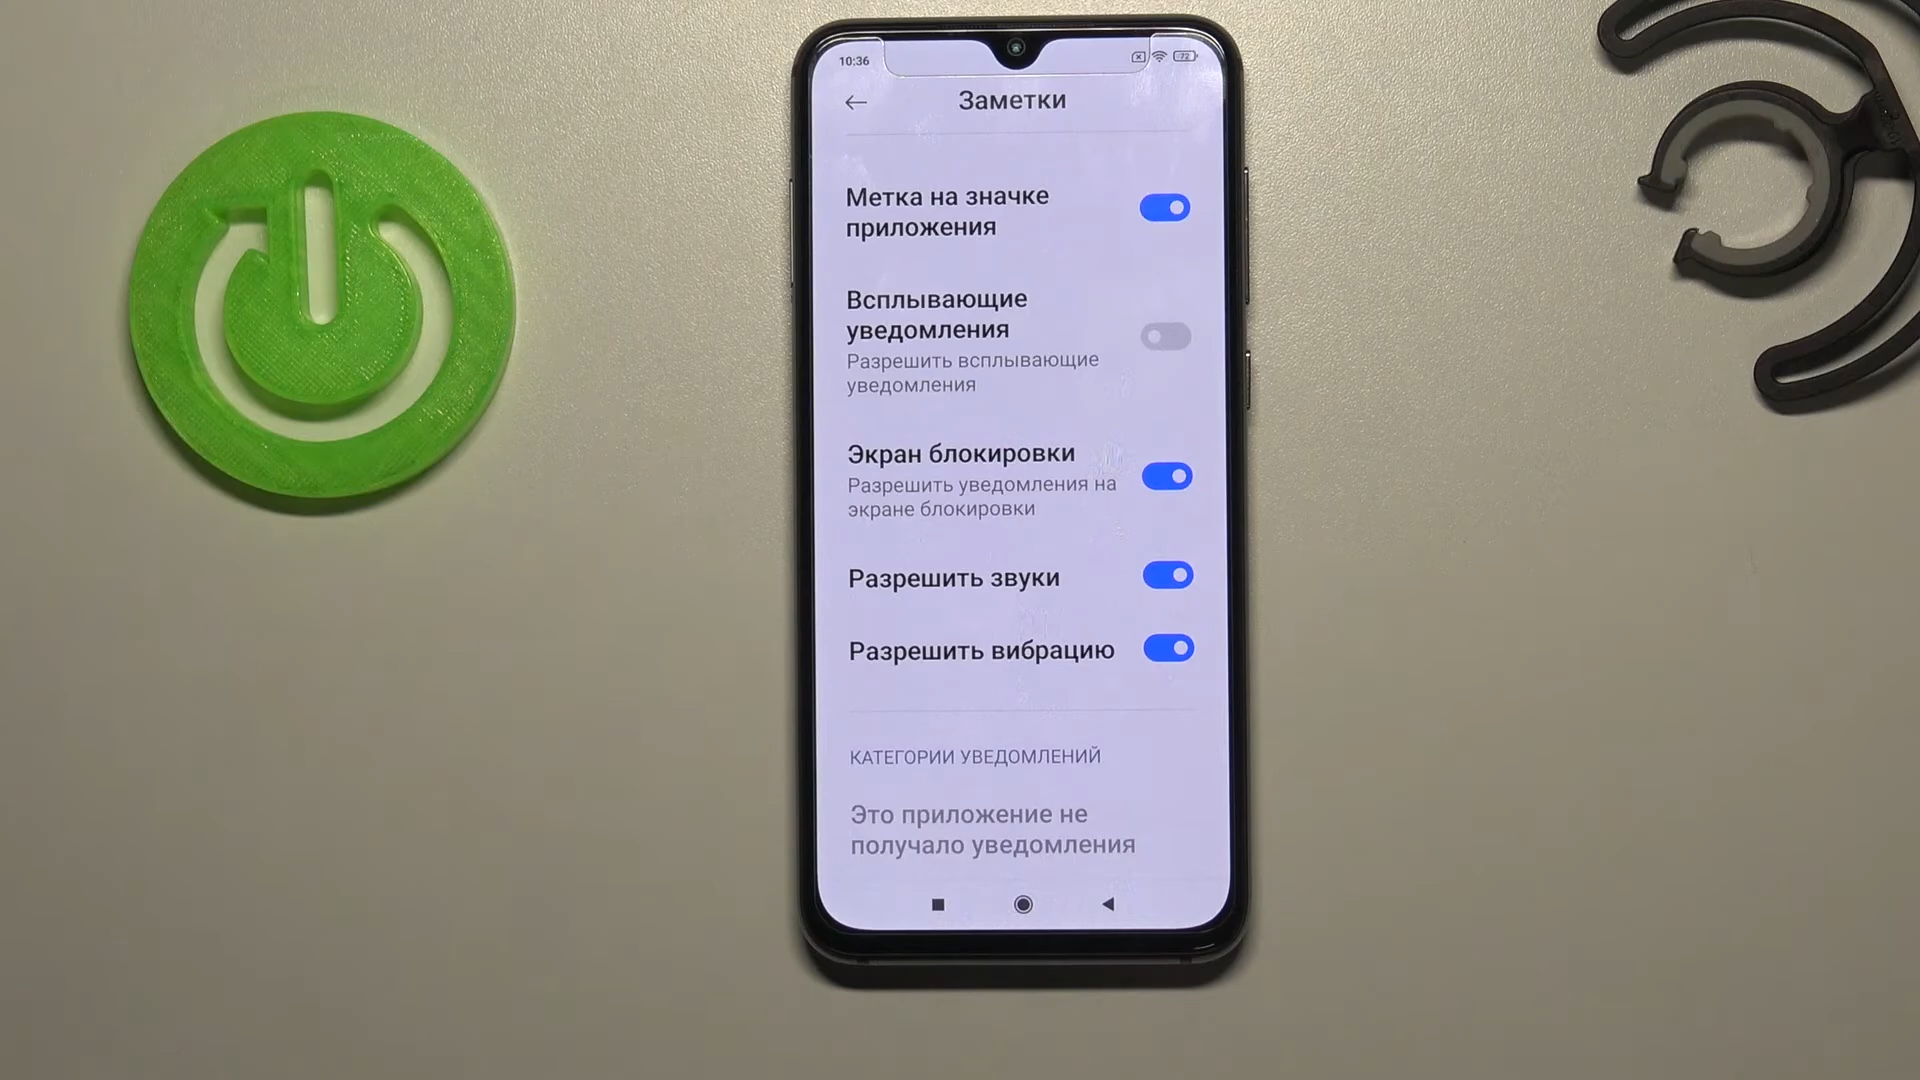 10:36
72
Заметки
Метка на значке
приложения
Всплывающие
уведомления
Разрешить всплывающие
уведомления
Экран блокировки
Разрешить уведомления на
экране блокировки
Разрешить звуки
Разрешить вибрацию
КАТЕГОРИИ УВЕДОМЛЕНИЙ
Это приложение не
получало уведомления